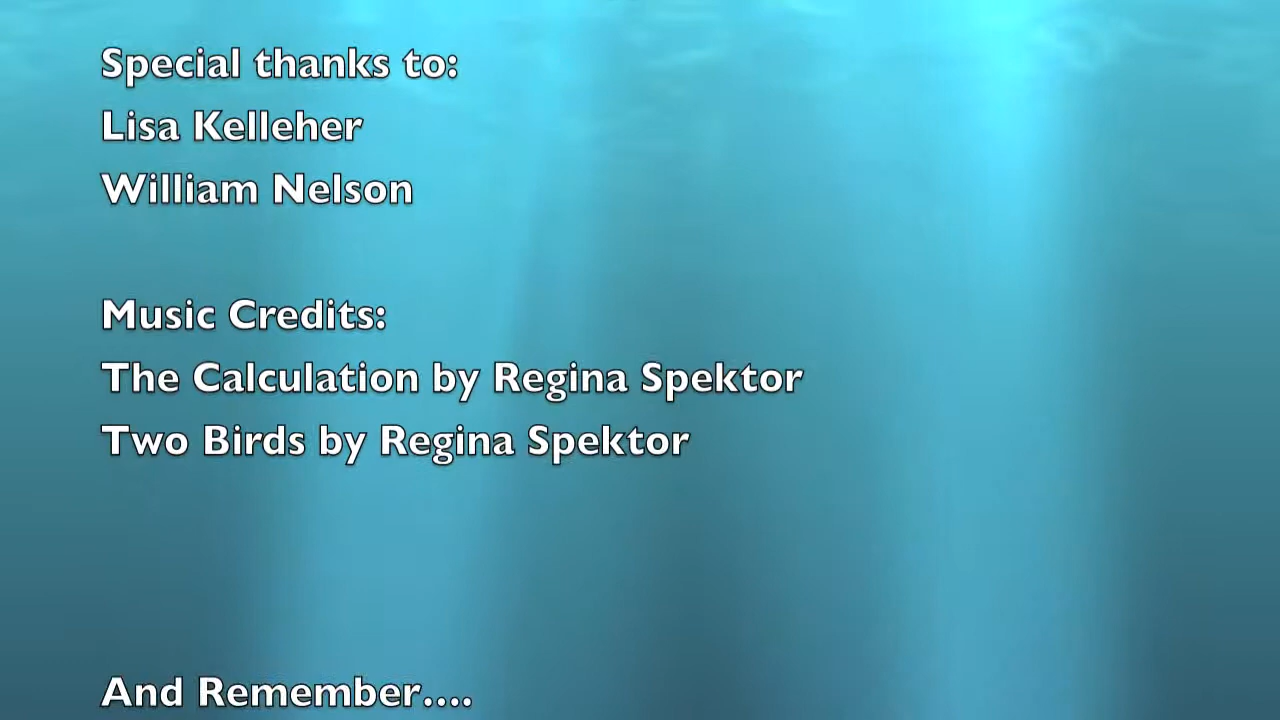 Special thanks to:
Lisa Kelleher
William Nelson
Music Credits:
The Calculation by Regina Spektor
Two Birds by Regina Spektor
And Remember....